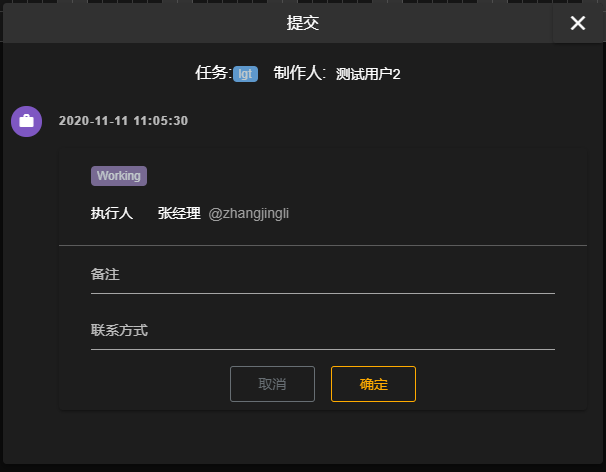 提交
任务:lgt 制作人: 测试用户2
2020-11-11 11:05:30
Working
执行人 张经理 @zhangjingli
备注
联系方式
取消 确定